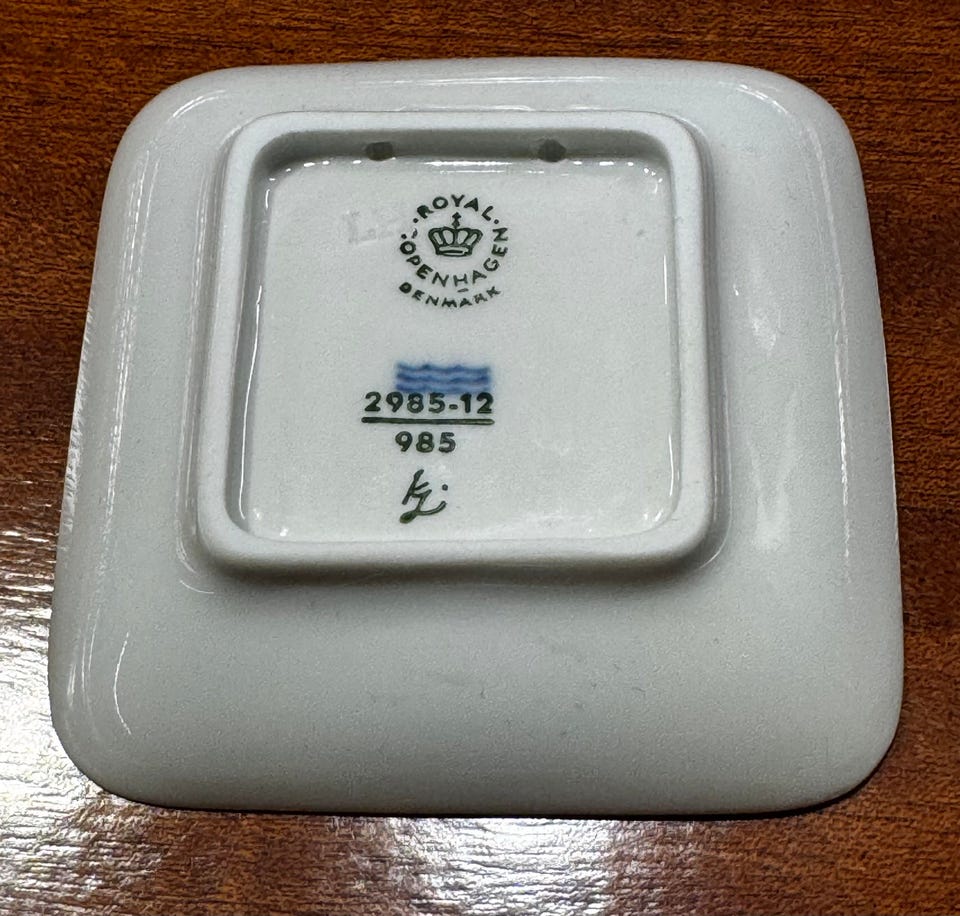 ROYAL
COPENHAGEN
DENMARK
2985-12
985